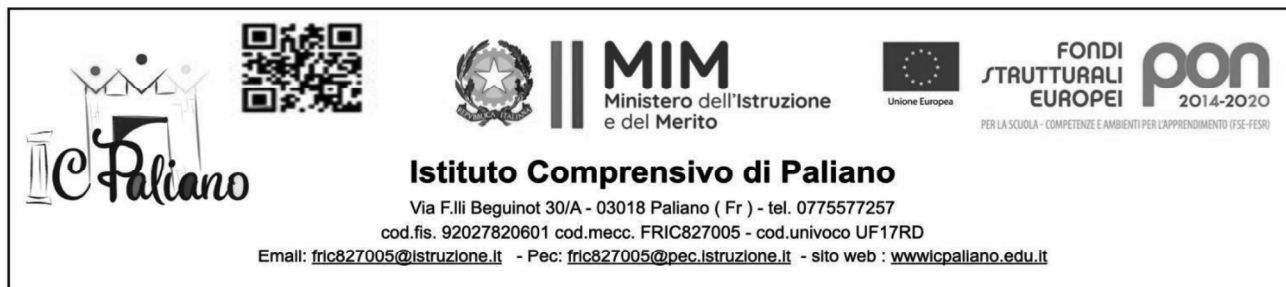 IC Paliano
MIM
Ministero dell'Istruzione
e del Merito
Unione Europea
FONDI
STRUTTURALI
EUROPEI
pon
2014-2020
PER LA SCUOLA - COMPETENZE E AMBIENTI PER L'APPRENDIMENTO (FSE-FESR)
Istituto Comprensivo di Paliano
Via F.lli Beguinot 30/A - 03018 Paliano ( Fr ) - tel. 0775577257
cod.fis. 92027820601 cod.mecc. FRIC827005 - cod.univoco UF17RD
Email: fric827005@istruzione.it - Pec: fric827005@pec.istruzione.it - sito web : wwwicpaliano.edu.it